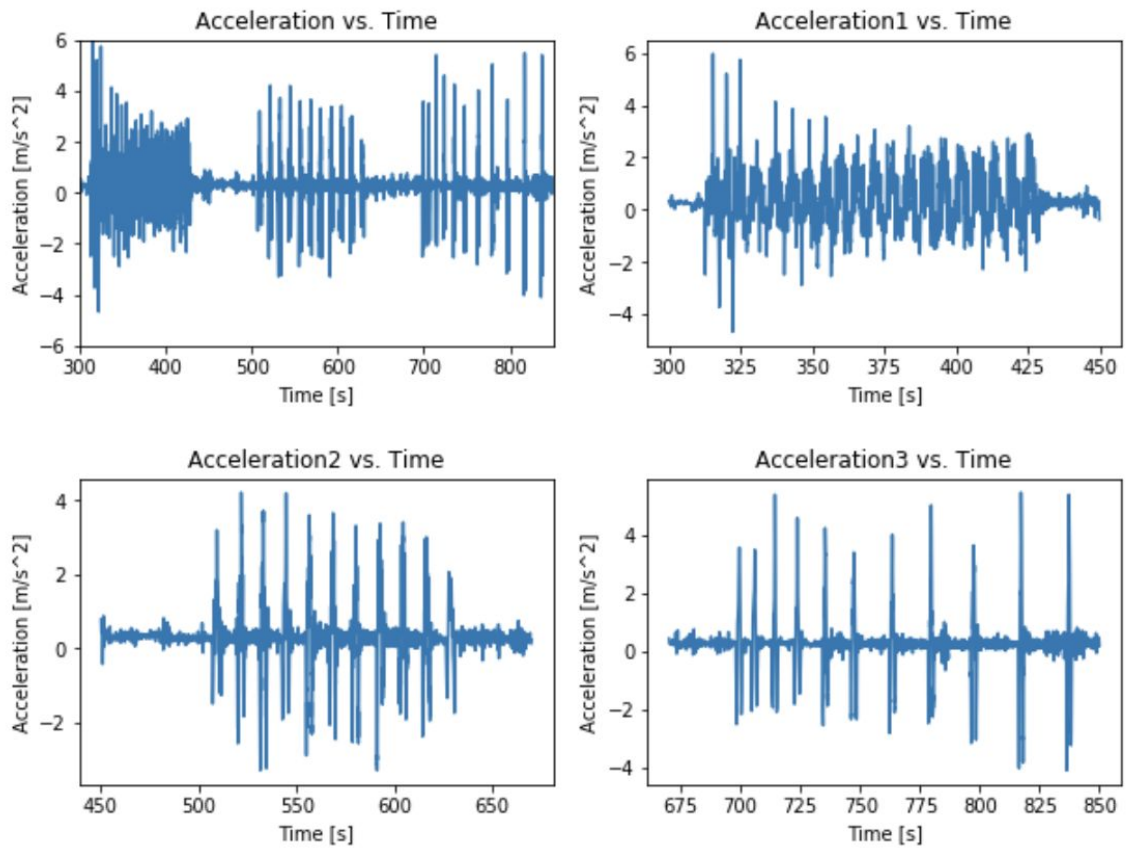 Acceleration vs. Time
6
4
2
0
−2
−4
−6
Acceleration [m/s^2]
300 400 500 600 700 800
Time [s]
Acceleration1 vs. Time
6
4
2
0
−2
−4
Acceleration [m/s^2]
300 325 350 375 400 425 450
Time [s]
Acceleration2 vs. Time
4
2
0
−2
Acceleration [m/s^2]
450 500 550 600 650
Time [s]
Acceleration3 vs. Time
4
2
0
−2
−4
Acceleration [m/s^2]
675 700 725 750 775 800 825 850
Time [s]